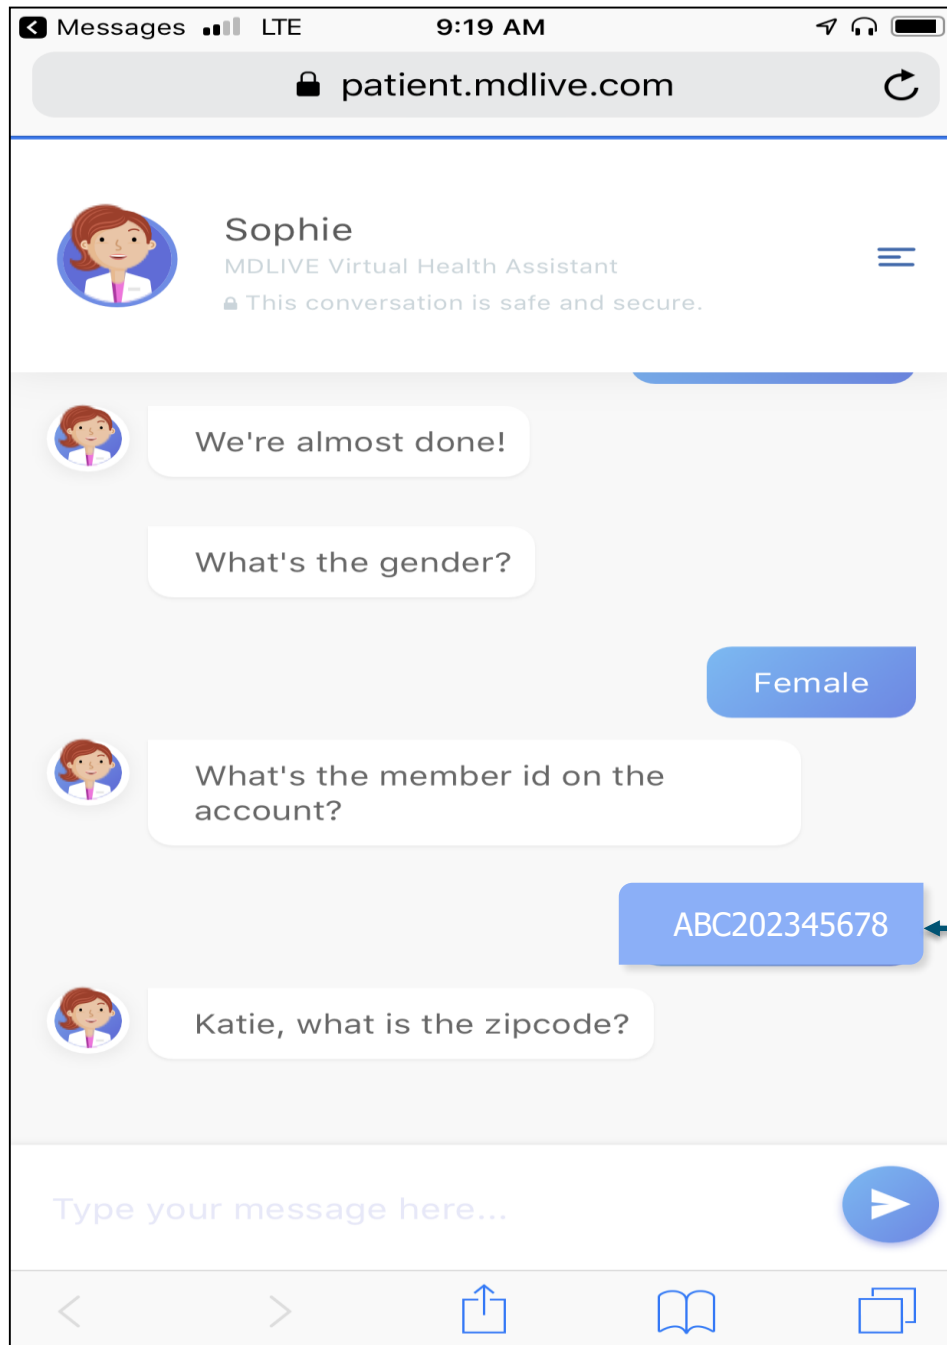 Messages LTE 9:19 AM
patient.mdlive.com
Sophie
MDLIVE Virtual Health Assistant
This conversation is safe and secure.
We're almost done!
What's the gender?
Female
What's the member id on the
account?
ABC202345678
Katie, what is the zipcode?
Type your message here...